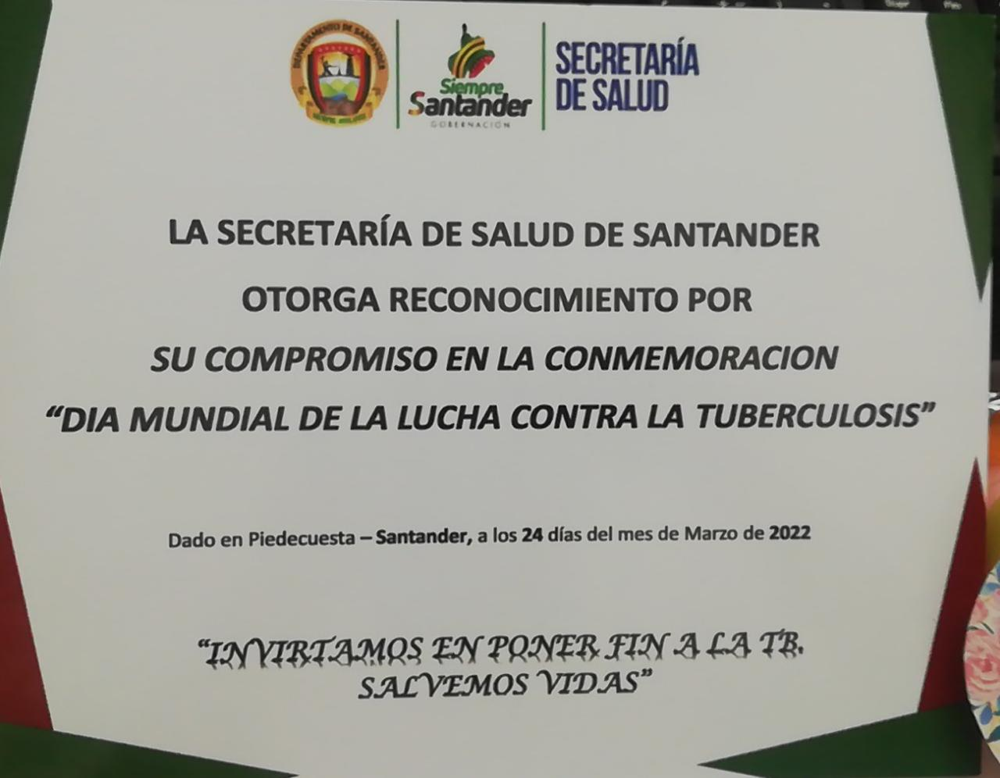 DEPARTAMENTO DE SANTANDER
Siempre
Santander
GOBERNACIÓN
SECRETARÍA
DE SALUD
LA SECRETARÍA DE SALUD DE SANTANDER
OTORGA RECONOCIMIENTO POR
SU COMPROMISO EN LA CONMEMORACION
“DIA MUNDIAL DE LA LUCHA CONTRA LA TUBERCULOSIS”
Dado en Piedecuesta – Santander, a los 24 días del mes de Marzo de 2022
“INVIRTAMOS EN PONER FIN A LA TB.
SALVEMOS VIDAS”